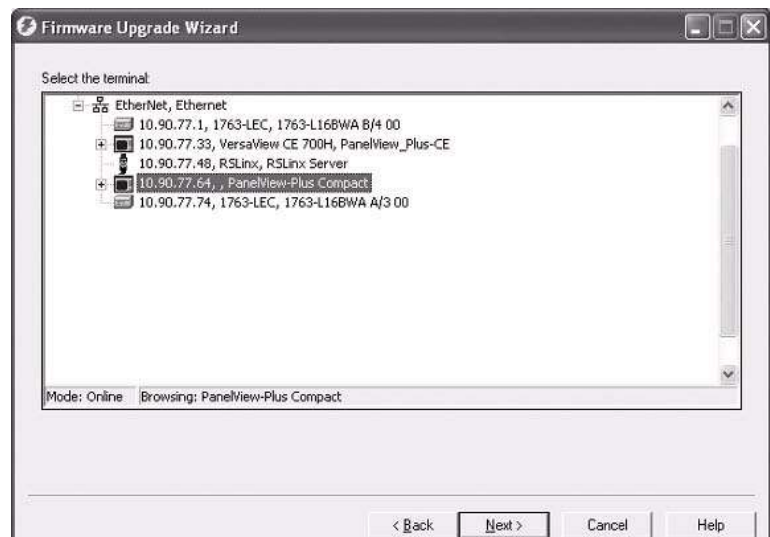 Firmware Upgrade Wizard
Select the terminal:
EtherNet, Ethernet
10.90.77.1, 1763-LEC, 1763-L16BWA B/4 00
10.90.77.33, VersaView CE 700H, PanelView_Plus-CE
10.90.77.48, RSLinx, RSLinx Server
10.90.77.64, , PanelView-Plus Compact
10.90.77.74, 1763-LEC, 1763-L16BWA A/3 00
Mode: Online Browsing: PanelView-Plus Compact
< Back Next > Cancel Help